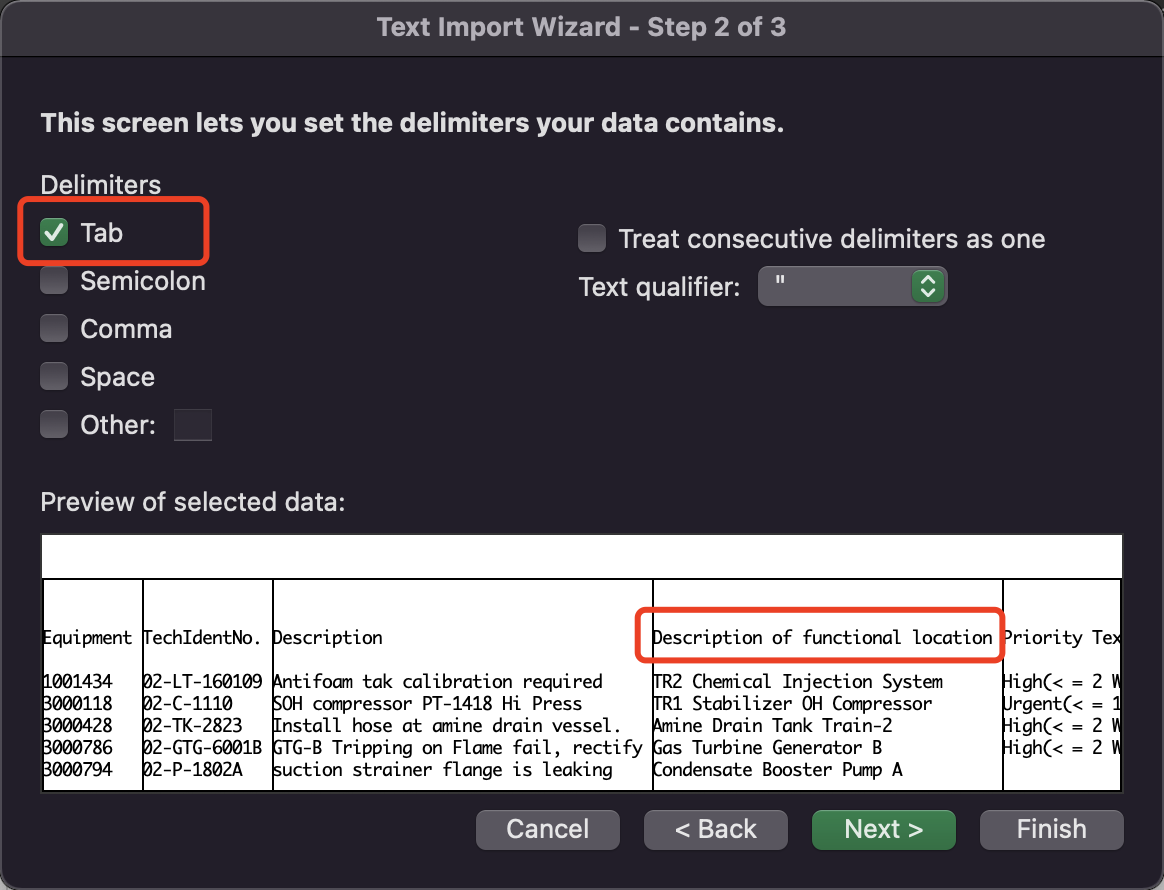 Text Import Wizard - Step 2 of 3
This screen lets you set the delimiters your data contains.
Delimiters
Tab
Semicolon
Comma
Space
Other:
Treat consecutive delimiters as one
Text qualifier: "
Preview of selected data:
Equipment TechIdentNo. Description Description of functional location Priority Tex
1001434 02-LT-160109 Antifoam tak calibration required TR2 Chemical Injection System High(< = 2 W
3000118 02-C-1110 SOH compressor PT-1418 Hi Press TR1 Stabilizer OH Compressor Urgent(< = 1
3000428 02-TK-2823 Install hose at amine drain vessel. Amine Drain Tank Train-2 High(< = 2 W
3000786 02-GTG-6001B GTG-B Tripping on Flame fail, rectify Gas Turbine Generator B High(< = 2 W
3000794 02-P-1802A suction strainer flange is leaking Condensate Booster Pump A
Cancel < Back Next > Finish